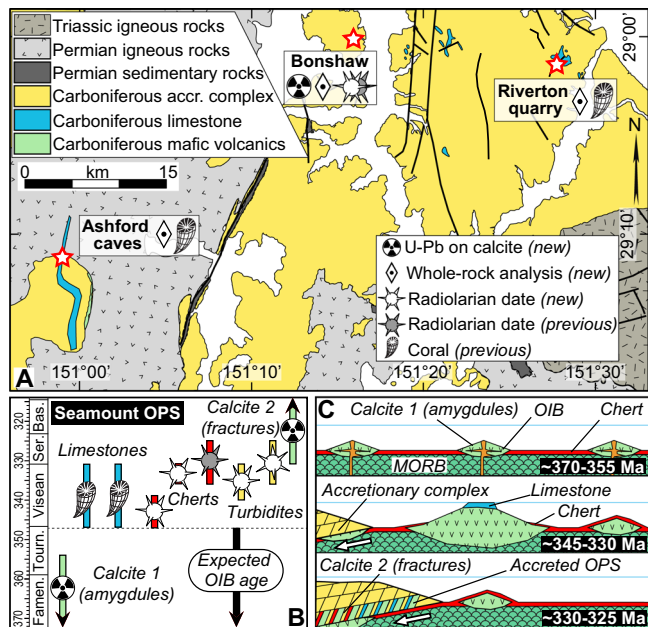 Triassic igneous rocks
Permian igneous rocks
Permian sedimentary rocks
Carboniferous accr. complex
Carboniferous limestone
Carboniferous mafic volcanics
0 km 15
Bonshaw
Riverton
quarry
29°00'
N
29°10'
Ashford
caves
U-Pb on calcite (new)
Whole-rock analysis (new)
Radiolarian date (new)
Radiolarian date (previous)
Coral (previous)
A
151°00'
151°10'
151°20'
151°30'
Seamount OPS
Calcite 2
(fractures)
Limestones
Cherts
Turbidites
Calcite 1
(amygdules)
Expected
OIB age
B
Bas.
Ser.
Visean
Tourn.
Famen.
320
330
340
350
360
370
C
Calcite 1 (amygdules)
OIB
Chert
MORB
~370-355 Ma
Accretionary complex
Limestone
Chert
~345-330 Ma
Calcite 2 (fractures)
Accreted OPS
~330-325 Ma